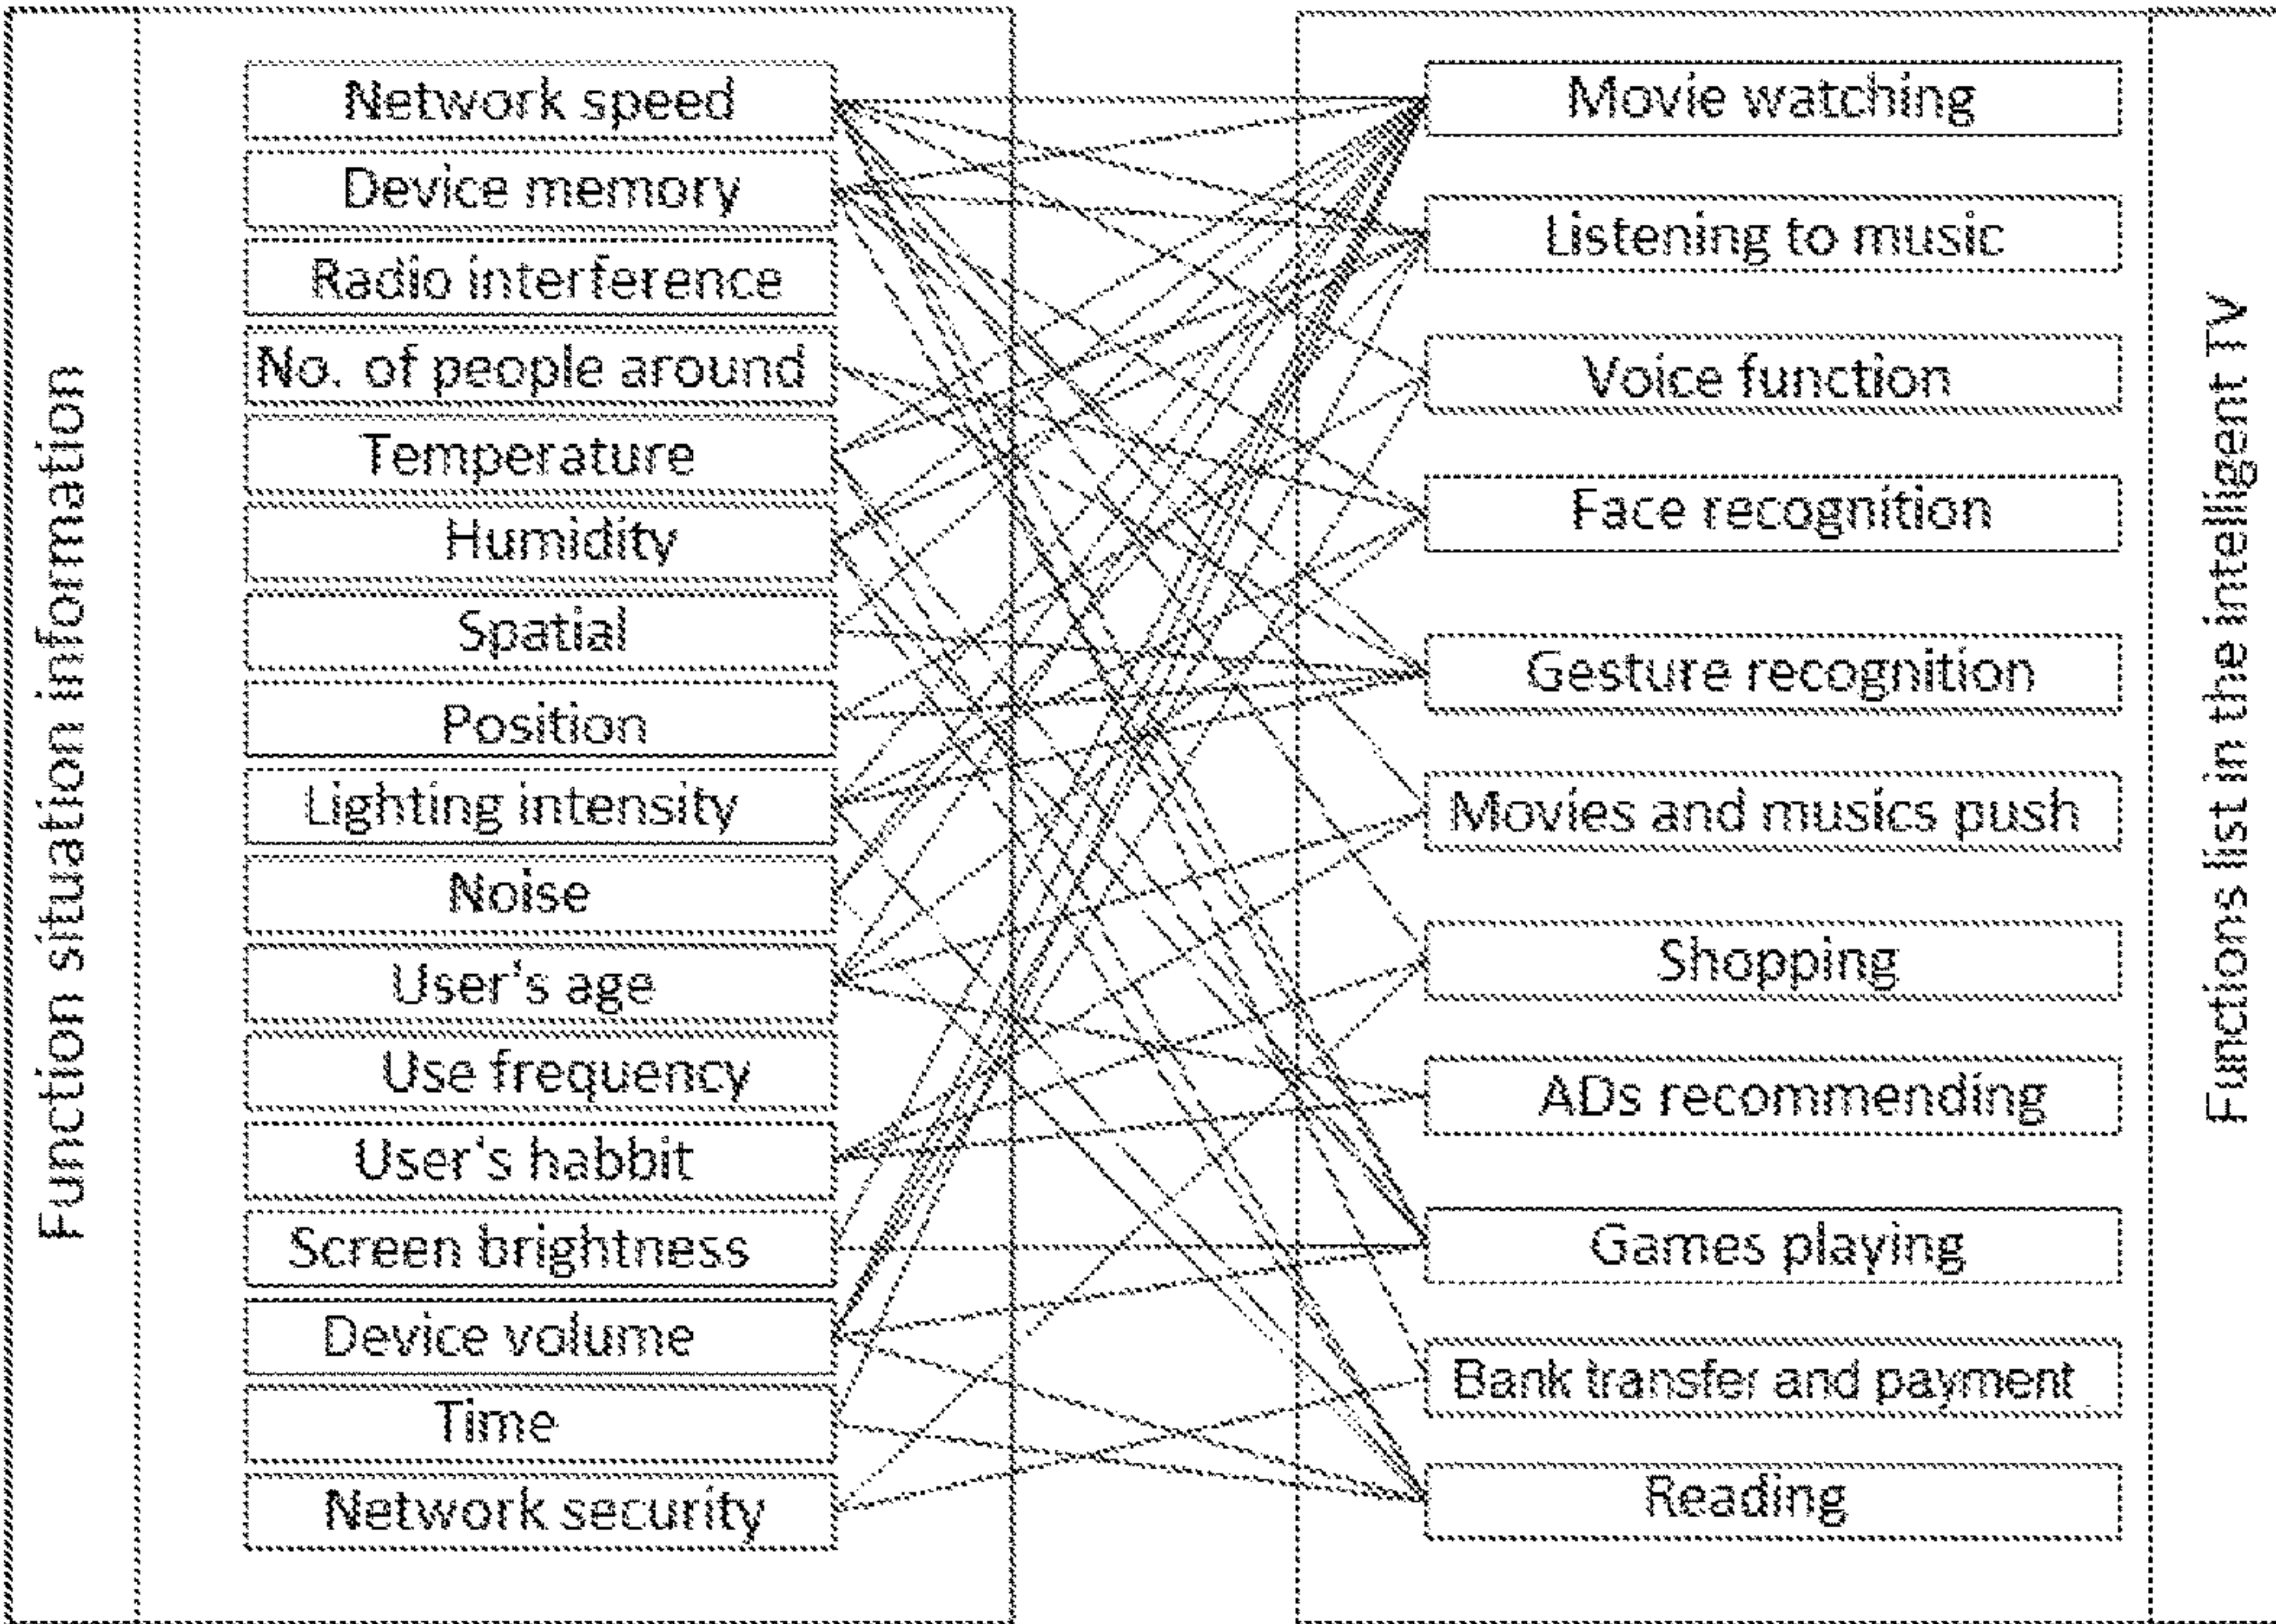 Function situation information
Network speed
Device memory
Radio interference
No. of people around
Temperature
Humidity
Spatial
Position
Lighting intensity
Noise
User's age
Use frequency
User's habbit
Screen brightness
Device volume
Time
Network security
Movie watching
Listening to music
Voice function
Face recognition
Gesture recognition
Movies and musics push
Shopping
ADs recommending
Games playing
Bank transfer and payment
Reading
Functions list in the intelligent TV